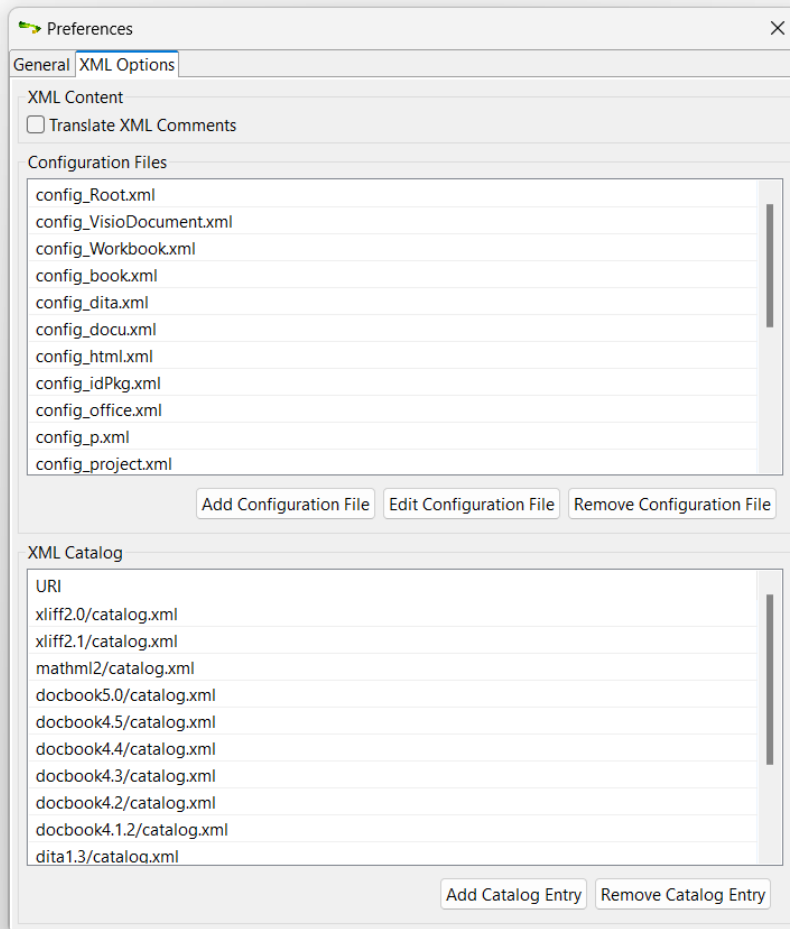 Preferences
General XML Options
XML Content
Translate XML Comments
Configuration Files
config_Root.xml
config_VisioDocument.xml
config_Workbook.xml
config_book.xml
config_dita.xml
config_docu.xml
config_html.xml
config_idPkg.xml
config_office.xml
config_p.xml
config_project.xml
Add Configuration File Edit Configuration File Remove Configuration File
XML Catalog
URI
xliff2.0/catalog.xml
xliff2.1/catalog.xml
mathml2/catalog.xml
docbook5.0/catalog.xml
docbook4.5/catalog.xml
docbook4.4/catalog.xml
docbook4.3/catalog.xml
docbook4.2/catalog.xml
docbook4.1.2/catalog.xml
dita1.3/catalog.xml
Add Catalog Entry Remove Catalog Entry